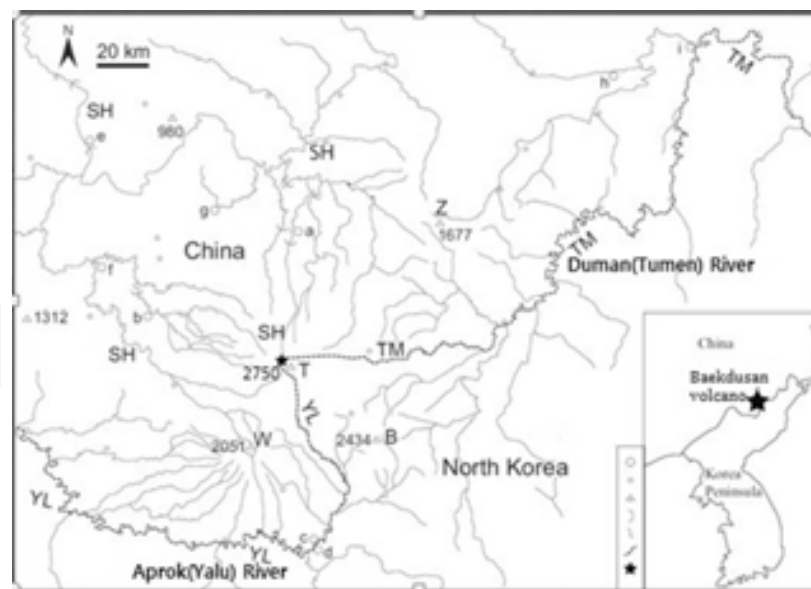 N
20 km
TM
i
h
SH
980
e
SH
g
a
Z
1677
China
TM
Duman(Tumen) River
f
1312
b
SH
SH
TM
2750
T
YL
2051
W
2434
B
North Korea
YL
YL
c
d
Aprok(Yalu) River
China
Baekdusan
volcano
Korea
Peninsula